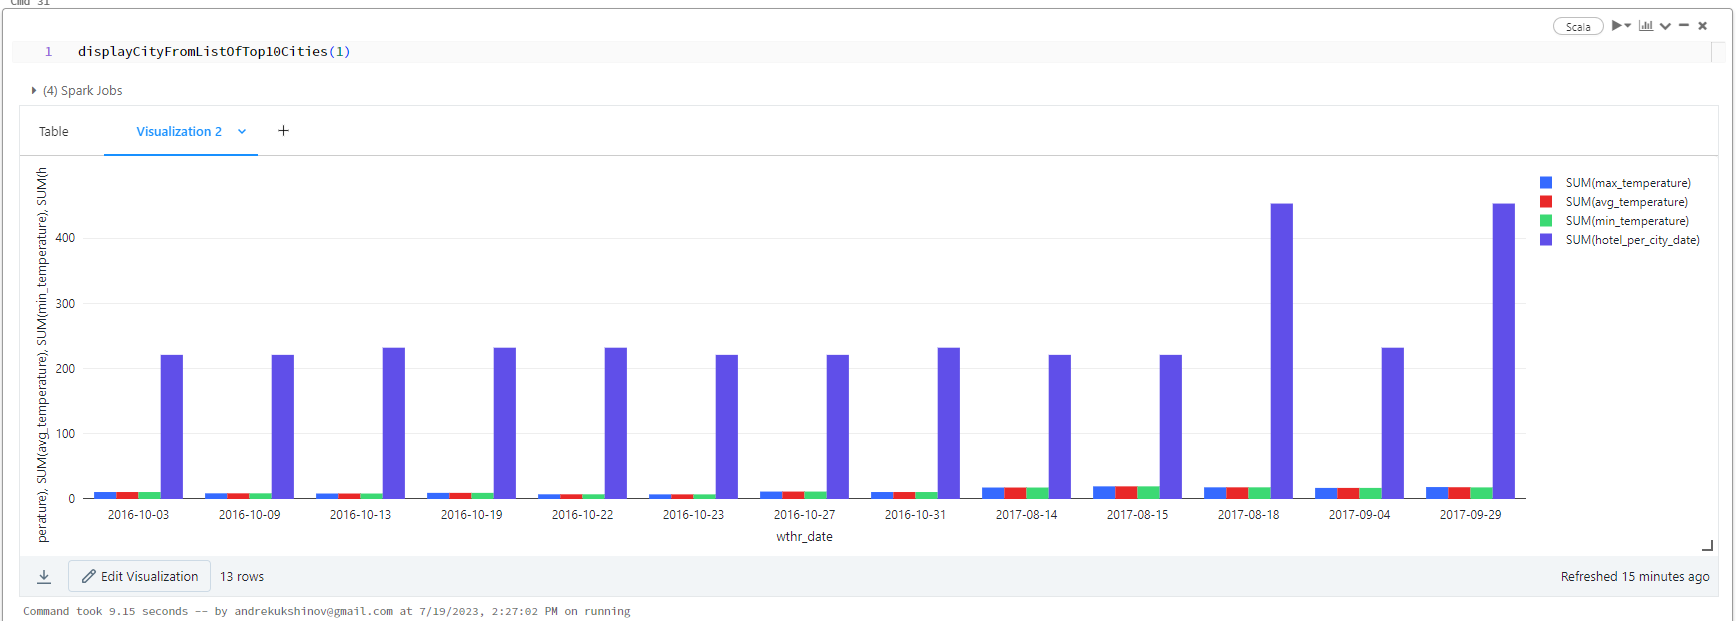 Cmd 31
Scala
1 displayCityFromListOfTop10Cities(1)
(4) Spark Jobs
Table
Visualization 2
+
perature), SUM(avg_temperature), SUM(min_temperature), SUM(h
400
300
200
100
0
SUM(max_temperature)
SUM(avg_temperature)
SUM(min_temperature)
SUM(hotel_per_city_date)
2016-10-03 2016-10-09 2016-10-13 2016-10-19 2016-10-22 2016-10-23 2016-10-27 2016-10-31 2017-08-14 2017-08-15 2017-08-18 2017-09-04 2017-09-29
wthr_date
Edit Visualization 13 rows
Refreshed 15 minutes ago
Command took 9.15 seconds -- by andrekukshinov@gmail.com at 7/19/2023, 2:27:02 PM on running